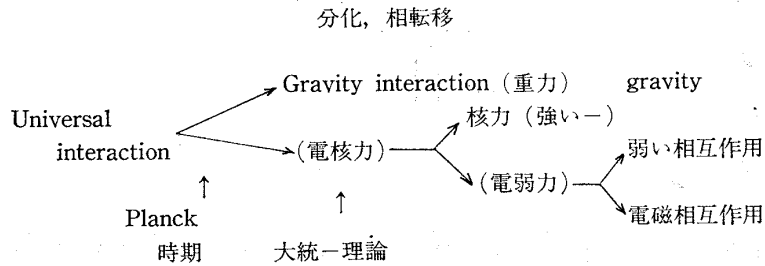 分化，相転移
Gravity interaction（重力） gravity
Universal interaction
核力（強い－）
（電核力）
弱い相互作用
（電弱力）
電磁相互作用
↑ ↑
Planck 時期
大統－理論